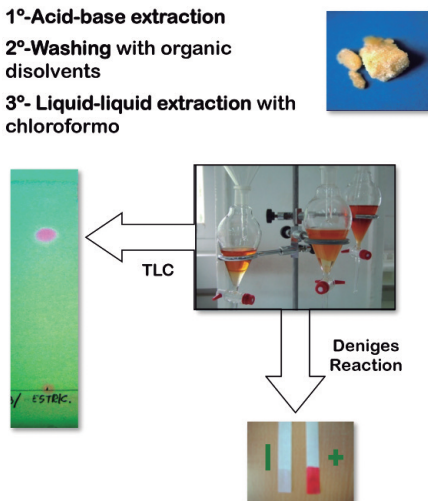 1º-Acid-base extraction
2º-Washing with organic
disolvents
3º- Liquid-liquid extraction with
chloroformo
TLC
Deniges
Reaction
/ ESTRIC.
- +